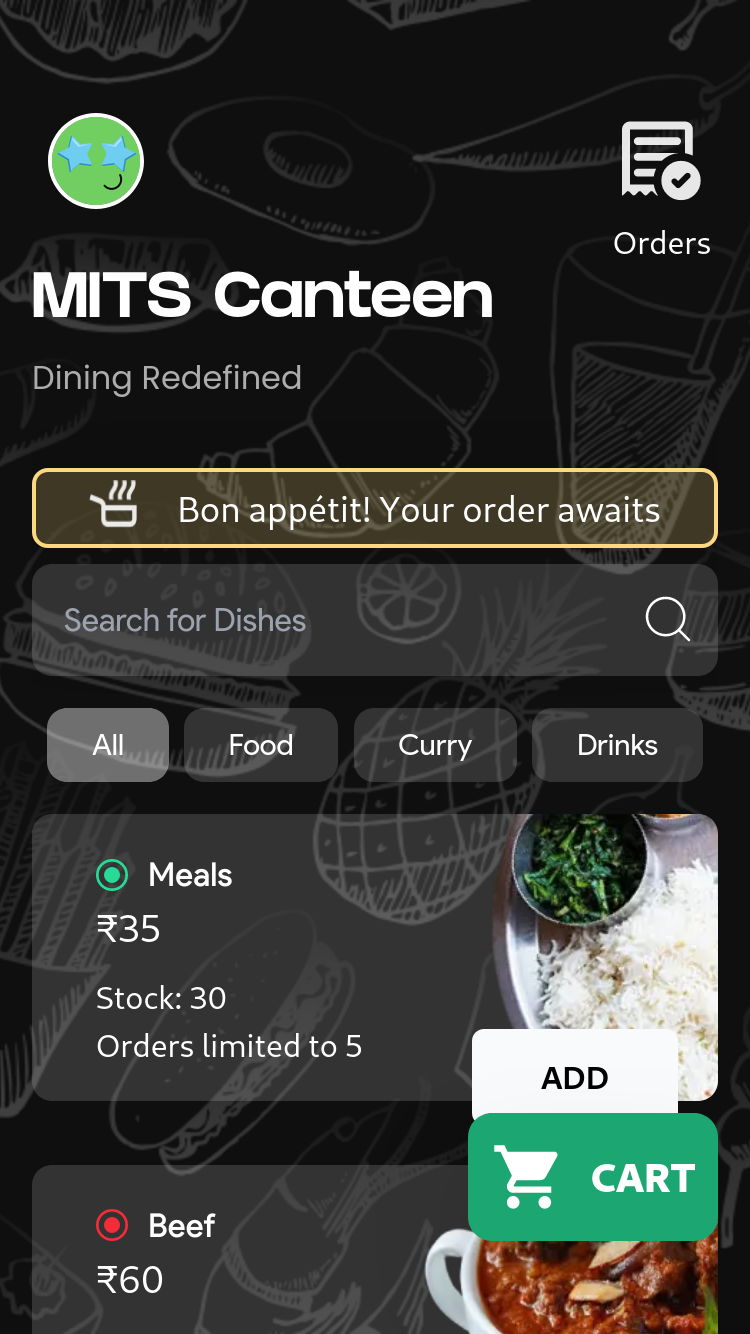 Orders
MITS Canteen
Dining Redefined
Bon appétit! Your order awaits
Search for Dishes
All
Food
Curry
Drinks
Meals
₹35
Stock: 30
Orders limited to 5
ADD
CART
Beef
₹60